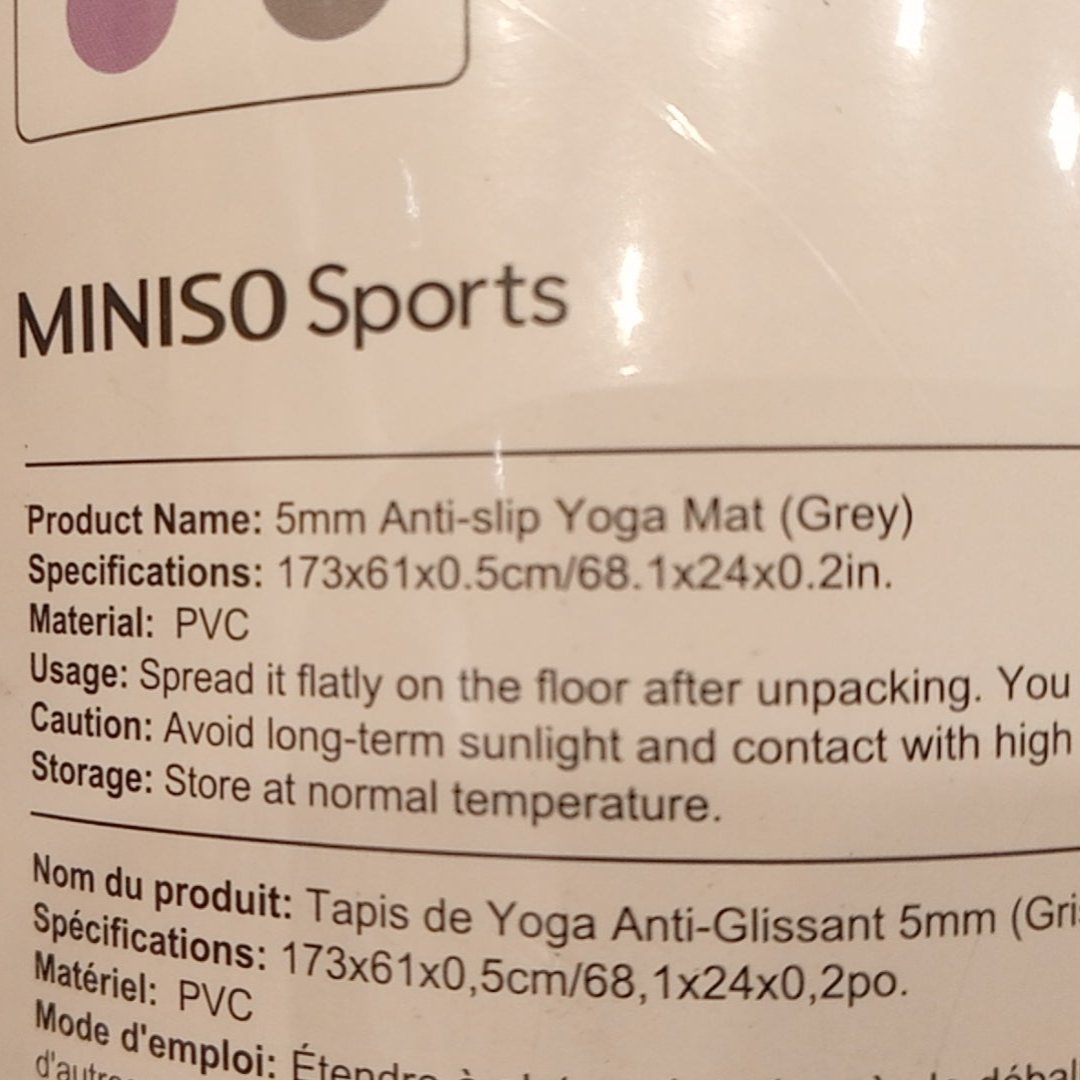 MINISO Sports
Product Name: 5mm Anti-slip Yoga Mat (Grey)
Specifications: 173x61x0.5cm/68.1x24x0.2in.
Material: PVC
Usage: Spread it flatly on the floor after unpacking. You
Caution: Avoid long-term sunlight and contact with high
Storage: Store at normal temperature.
Nom du produit: Tapis de Yoga Anti-Glissant 5mm (Gri
Spécifications: 173x61x0,5cm/68,1x24x0,2po.
Matériel: PVC
Mode d'emploi: Étendre à